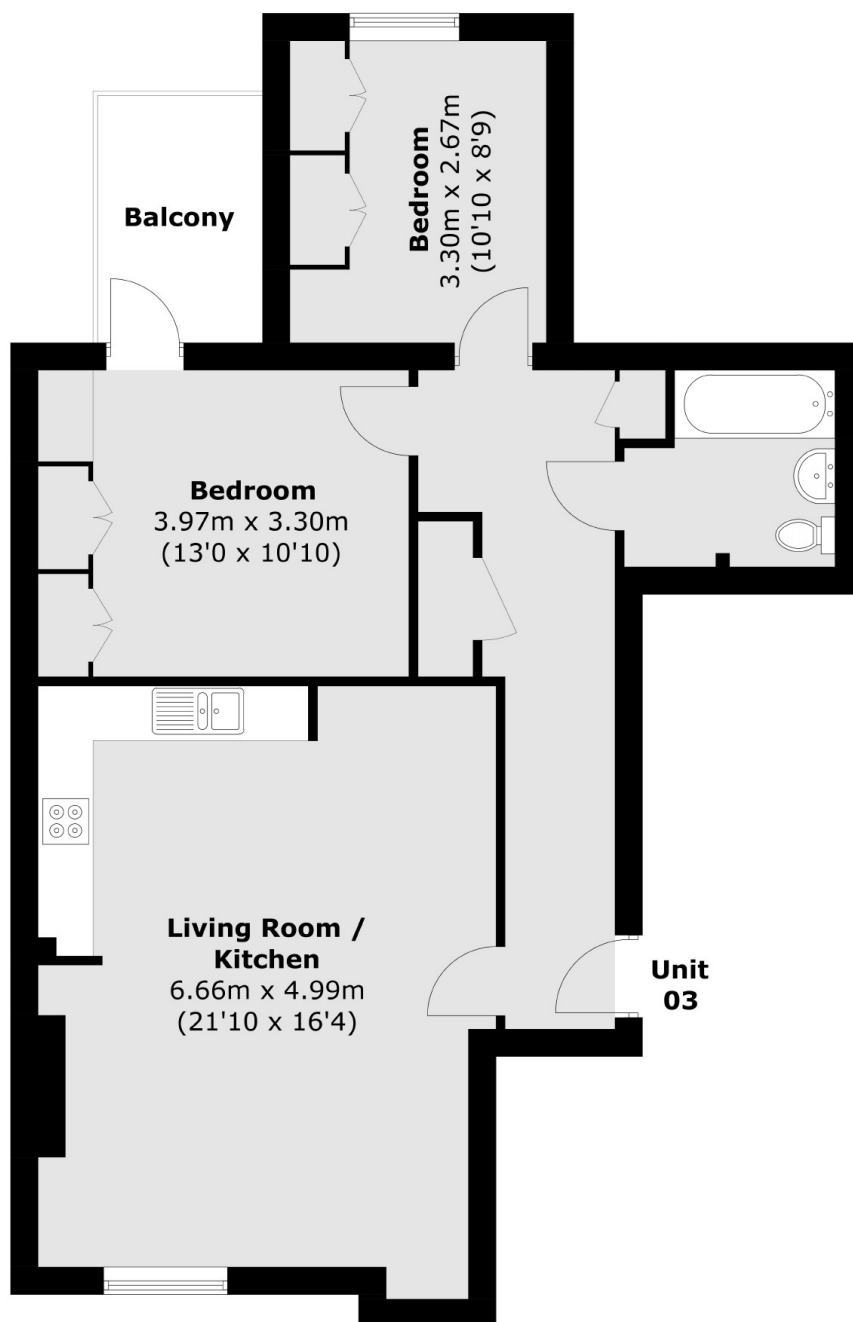 Balcony
Bedroom
3.30m x 2.67m
(10'10 x 8'9)
Bedroom
3.97m x 3.30m
(13'0 x 10'10)
Living Room /
Kitchen
6.66m x 4.99m
(21'10 x 16'4)
Unit
03